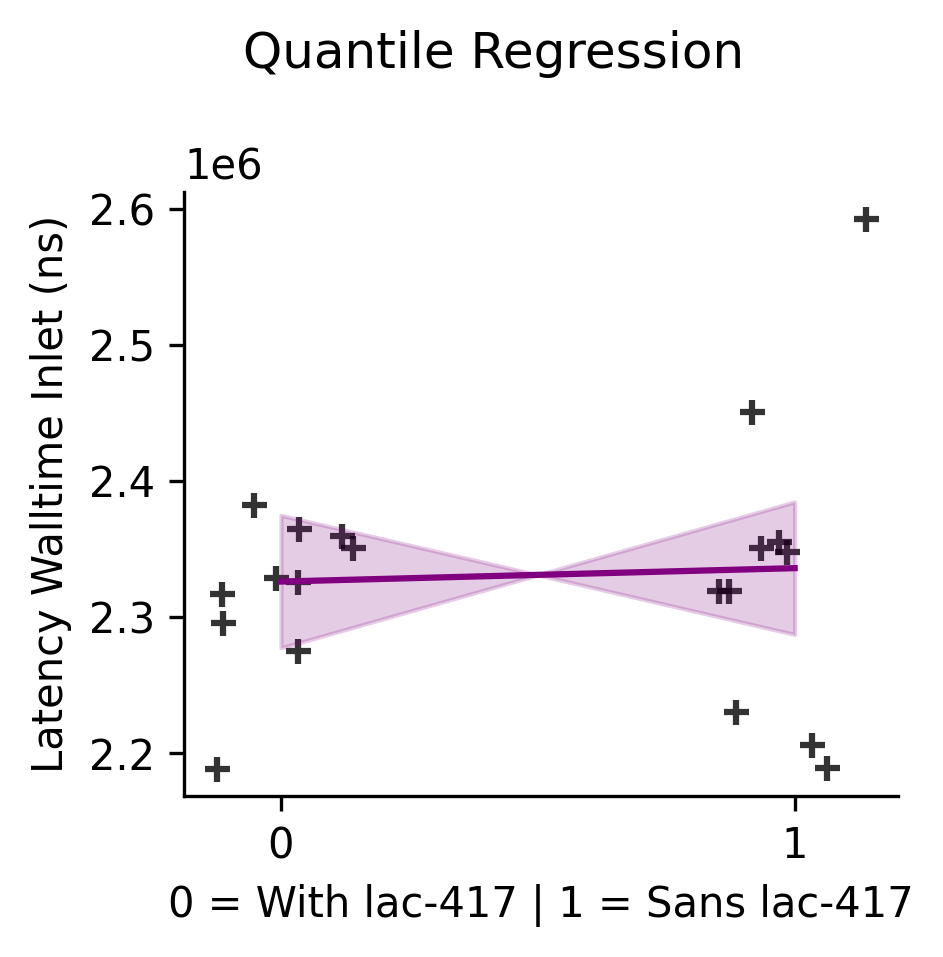 Quantile Regression
1e6
2.6
2.5
2.4
2.3
2.2
Latency Walltime Inlet (ns)
0 1
0 = With lac-417 | 1 = Sans lac-417